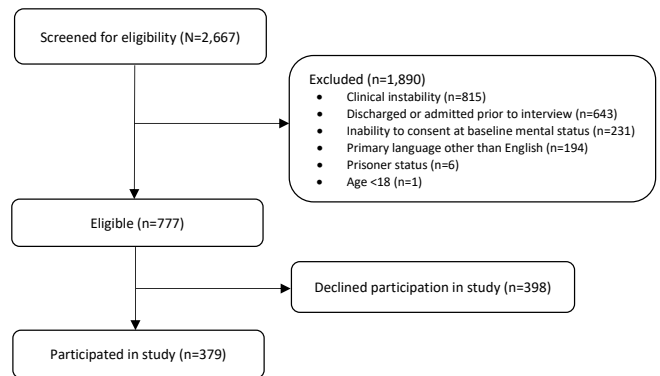 Screened for eligibility (N=2,667)
Excluded (n=1,890)
• Clinical instability (n=815)
• Discharged or admitted prior to interview (n=643)
• Inability to consent at baseline mental status (n=231)
• Primary language other than English (n=194)
• Prisoner status (n=6)
• Age <18 (n=1)
Eligible (n=777)
Declined participation in study (n=398)
Participated in study (n=379)